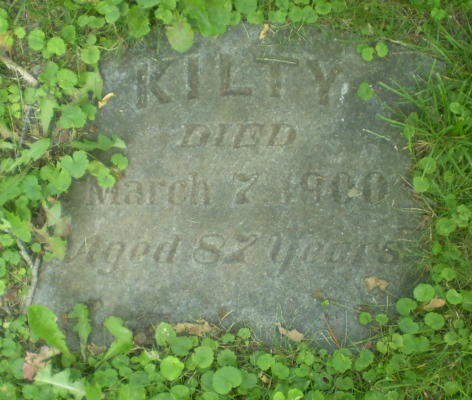 KILTY
DIED
March 7 1900
Aged 87 Years